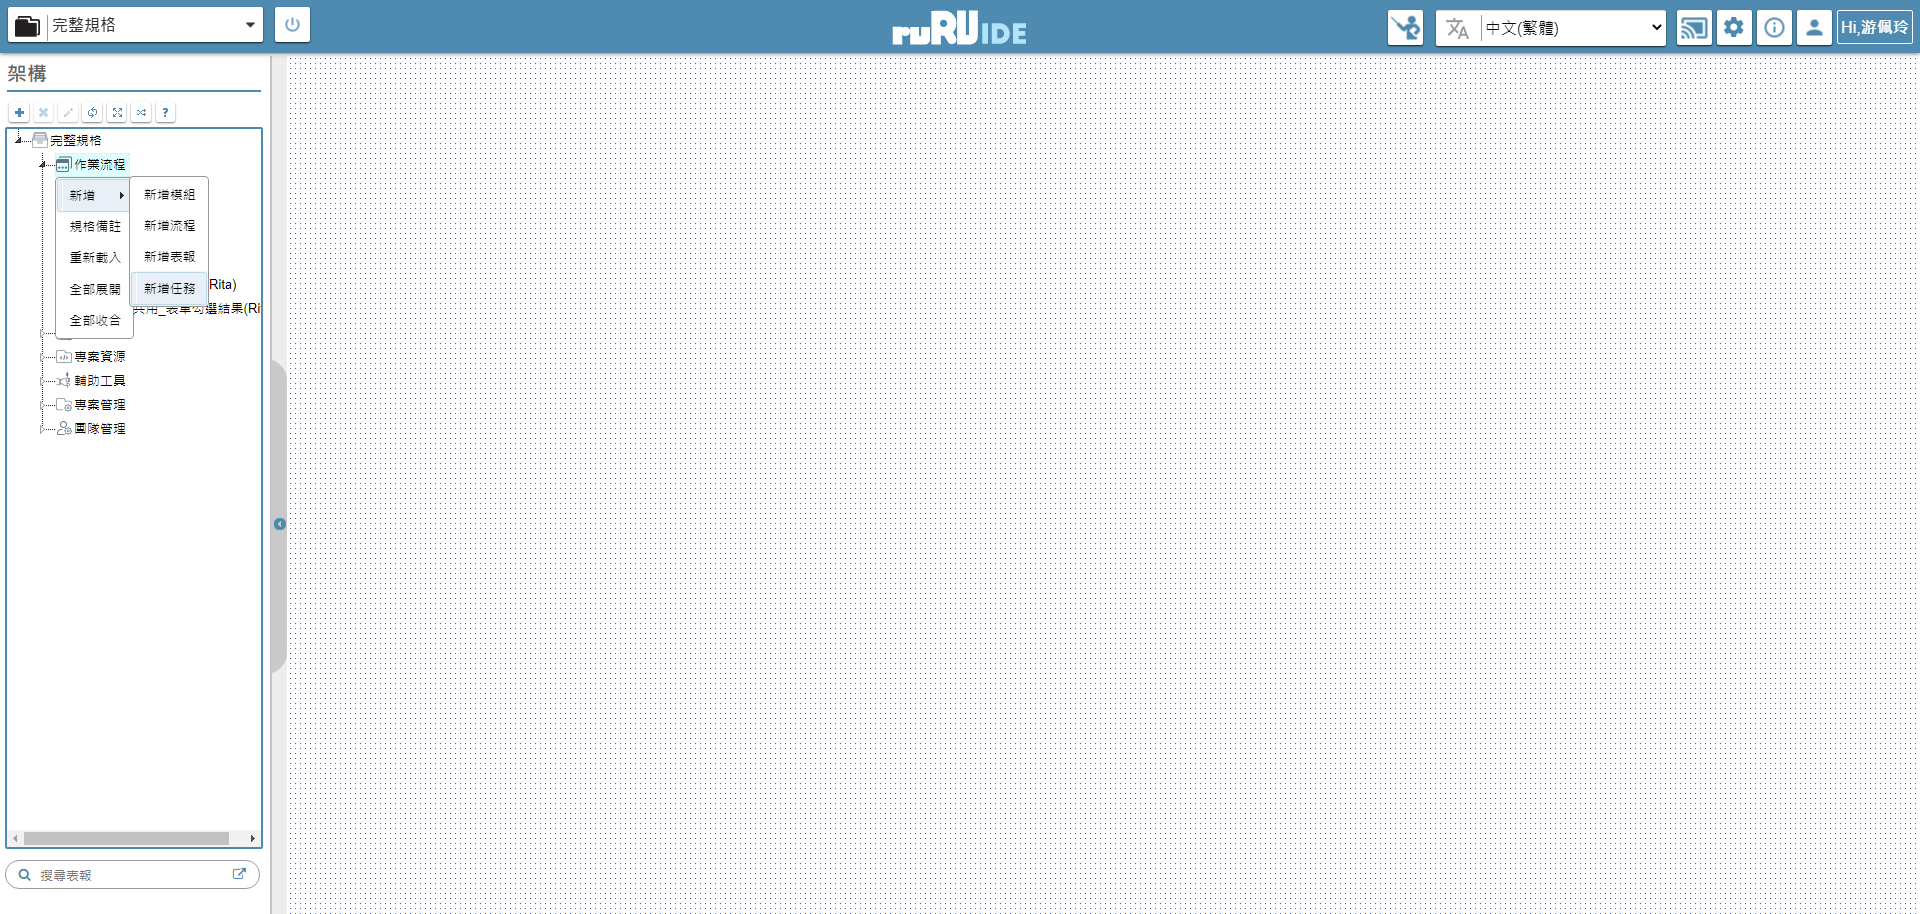 完整規格
ruRU IDE
中文(繁體)
Hi,游佩玲
架構
完整規格
作業流程
新增
新增模組
規格備註
新增流程
重新載入
新增表報
全部展開
新增任務
Rita)
共用_表單勾選結果(Ri
全部收合
專案資源
輔助工具
專案管理
團隊管理
搜尋表報